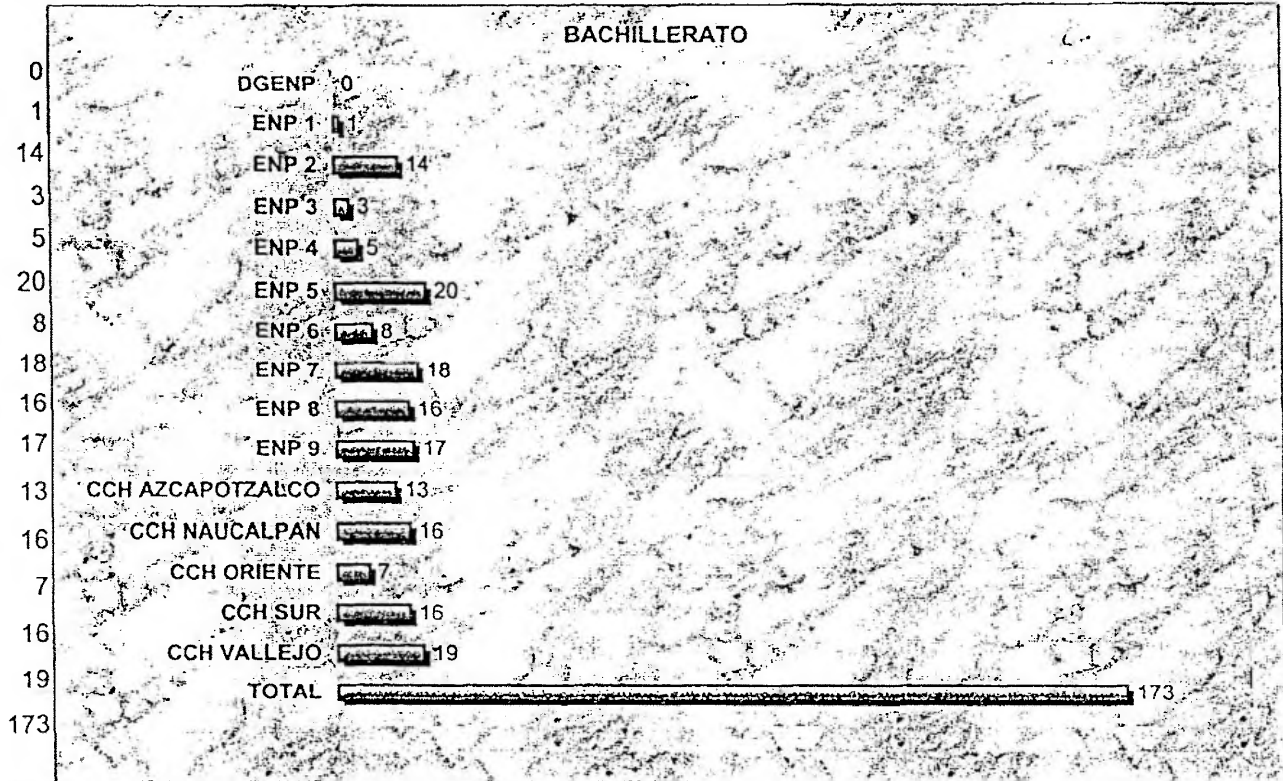 BACHILLERATO
0
DGENP 0
1
ENP 1 1
14
ENP 2 14
3
ENP 3 3
5
ENP 4 5
20
ENP 5 20
8
ENP 6 8
18
ENP 7 18
16
ENP 8 16
17
ENP 9 17
13
CCH AZCAPOTZALCO 13
16
CCH NAUCALPAN 16
7
CCH ORIENTE 7
16
CCH SUR 16
19
CCH VALLEJO 19
173
TOTAL 173